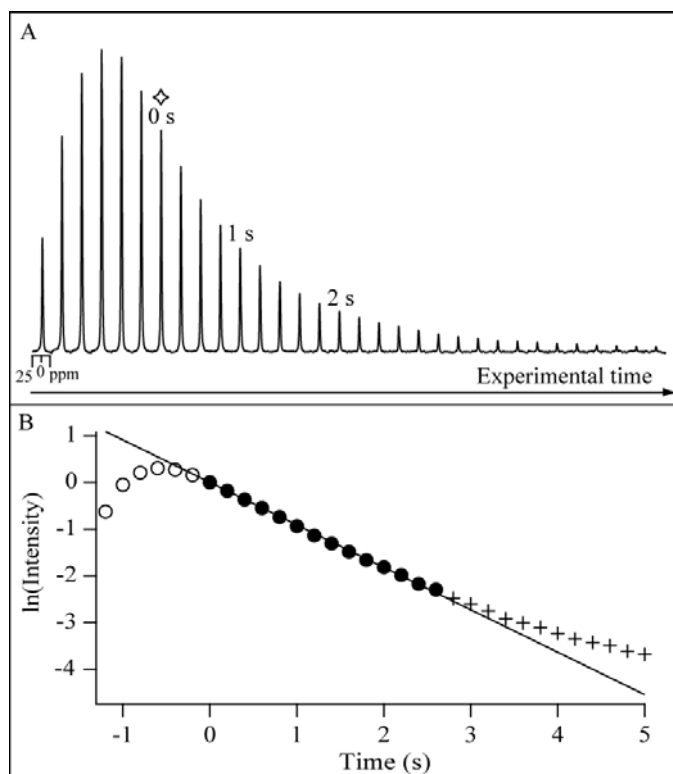 A
0 s
1 s
2 s
25 0 ppm
Experimental time
B
ln(Intensity)
1
0
-1
-2
-3
-4
-1 0 1 2 3 4 5
Time (s)